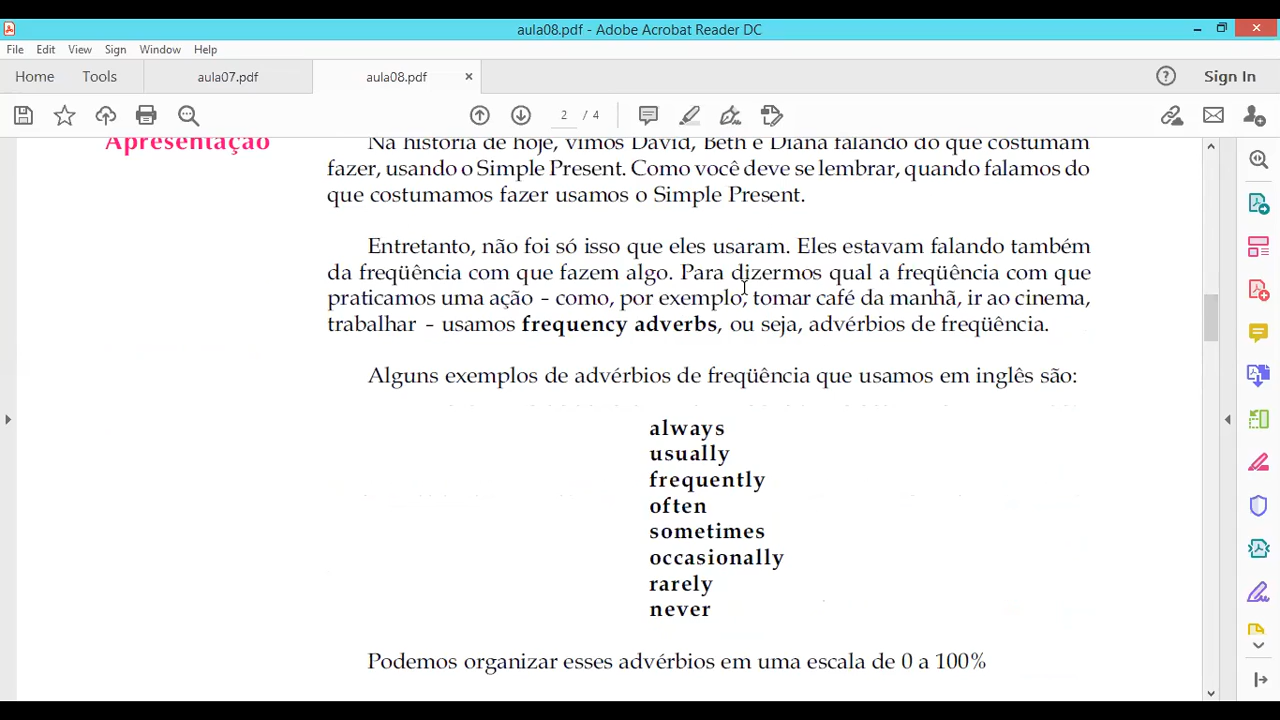 aula08.pdf - Adobe Acrobat Reader DC
File Edit View Sign Window Help
Home Tools aula07.pdf aula08.pdf × Sign In
2 / 4
Apresentação
Na história de hoje, vimos David, Beth e Diana falando do que costumam
fazer, usando o Simple Present. Como você deve se lembrar, quando falamos do
que costumamos fazer usamos o Simple Present.
Entretanto, não foi só isso que eles usaram. Eles estavam falando também
da freqüência com que fazem algo. Para dizermos qual a freqüência com que
praticamos uma ação - como, por exemplo, tomar café da manhã, ir ao cinema,
trabalhar - usamos frequency adverbs, ou seja, advérbios de freqüência.
Alguns exemplos de advérbios de freqüência que usamos em inglês são:
always
usually
frequently
often
sometimes
occasionally
rarely
never
Podemos organizar esses advérbios em uma escala de 0 a 100%